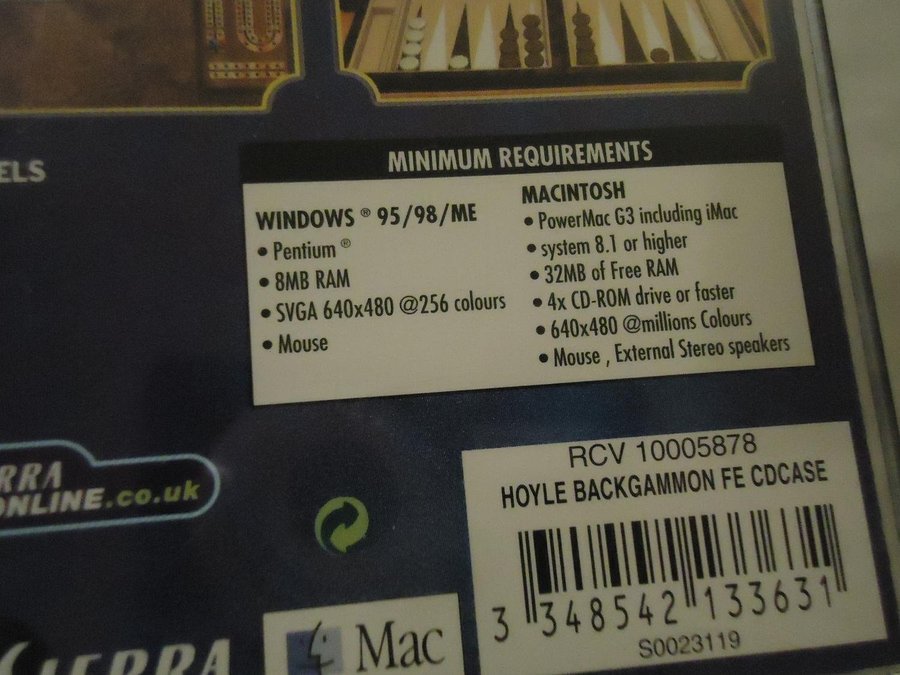 ELS
MINIMUM REQUIREMENTS
WINDOWS ® 95/98/ME
• Pentium ®
• 8MB RAM
• SVGA 640x480 @256 colours
• Mouse
MACINTOSH
• PowerMac G3 including iMac
• system 8.1 or higher
• 32MB of Free RAM
• 4x CD-ROM drive or faster
• 640x480 @millions Colours
• Mouse , External Stereo speakers
RRA
ONLINE.co.uk
RCV 10005878
HOYLE BACKGAMMON FE CDCASE
3 348542 133631
S0023119
SIERRA
Mac